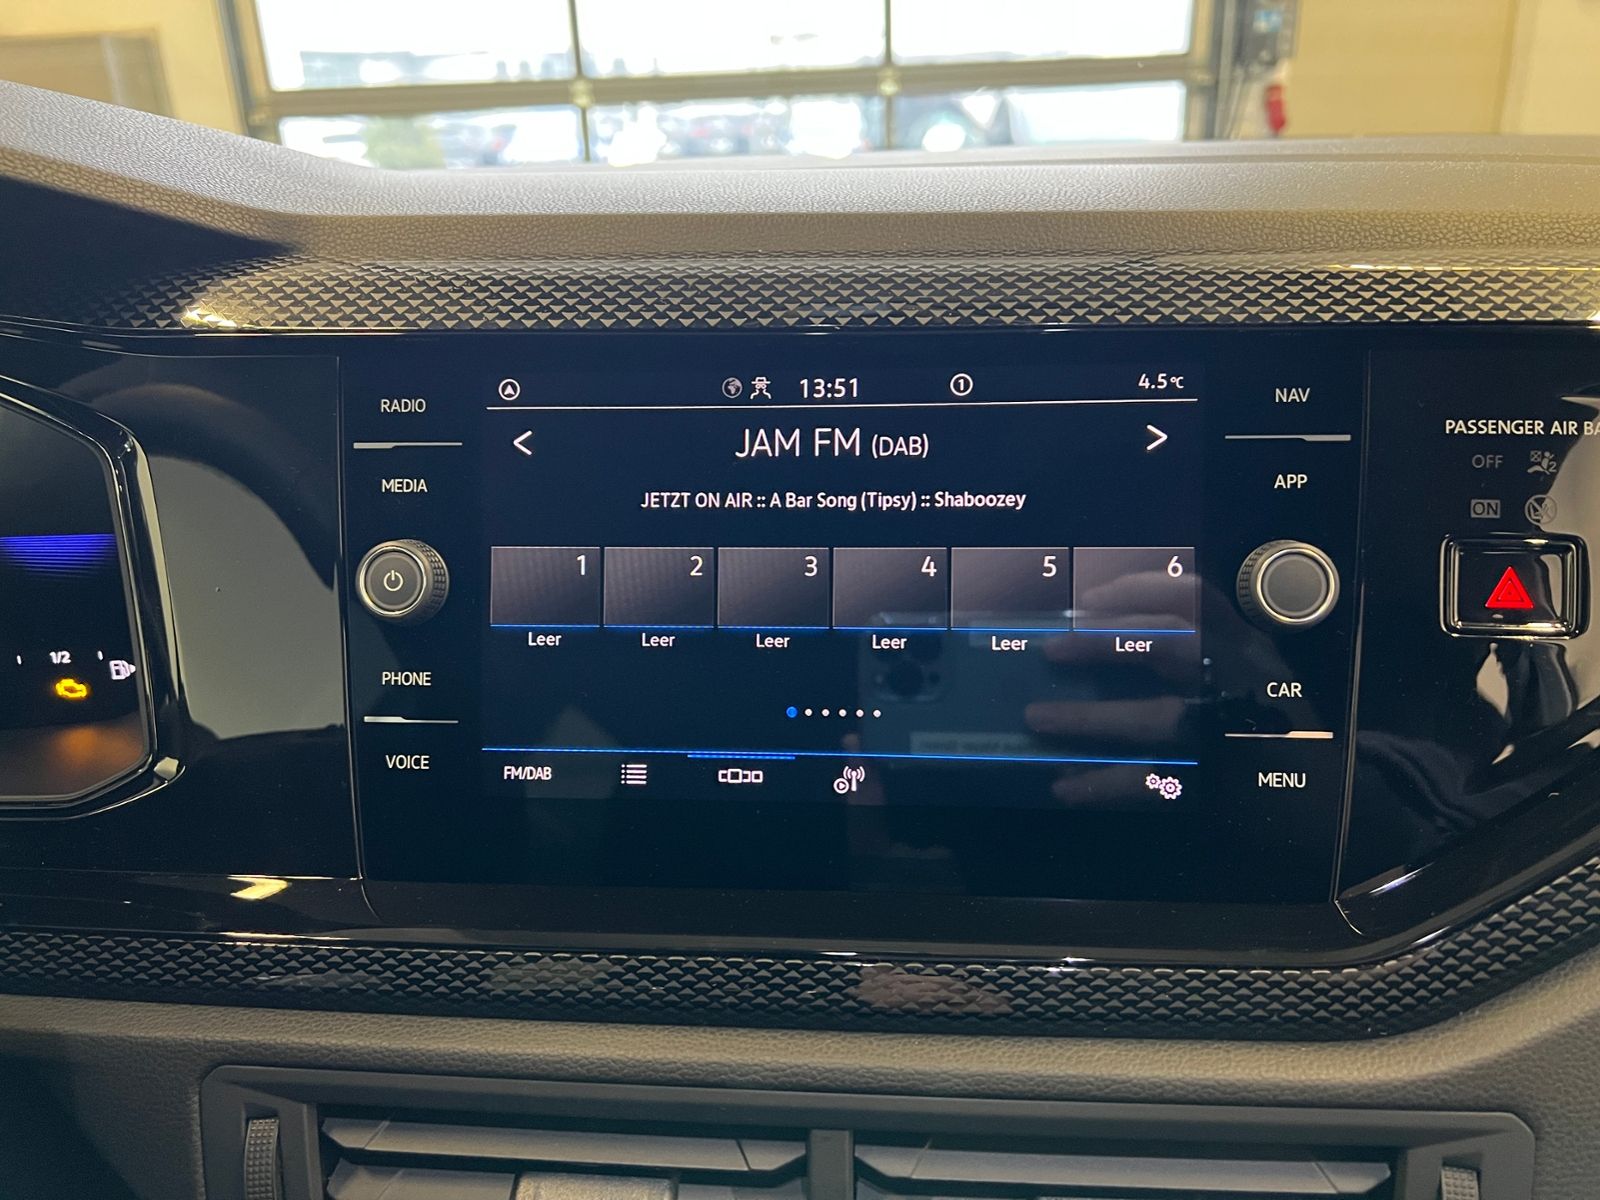 RADIO
MEDIA
PHONE
VOICE
13:51
1
4.5°C
< JAM FM (DAB) >
JETZT ON AIR :: A Bar Song (Tipsy) :: Shaboozey
1 2 3 4 5 6
Leer Leer Leer Leer Leer Leer
FM/DAB
NAV
APP
CAR
MENU
PASSENGER AIR BA
OFF
2
ON
1/2